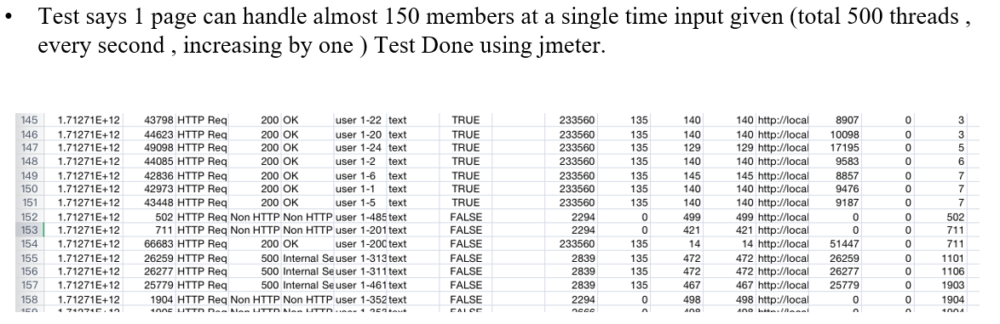 • Test says 1 page can handle almost 150 members at a single time input given (total 500 threads ,
every second , increasing by one ) Test Done using jmeter.
145 1.71271E+12 43798 HTTP Req 200 OK user 1-22 text TRUE 233560 135 140 140 http://local 8907 0 3
146 1.71271E+12 44623 HTTP Req 200 OK user 1-20 text TRUE 233560 135 140 140 http://local 10098 0 3
147 1.71271E+12 49098 HTTP Req 200 OK user 1-24 text TRUE 233560 135 129 129 http://local 17195 0 5
148 1.71271E+12 44085 HTTP Req 200 OK user 1-2 text TRUE 233560 135 140 140 http://local 9583 0 6
149 1.71271E+12 42836 HTTP Req 200 OK user 1-6 text TRUE 233560 135 145 145 http://local 8857 0 7
150 1.71271E+12 42973 HTTP Req 200 OK user 1-1 text TRUE 233560 135 140 140 http://local 9476 0 7
151 1.71271E+12 43448 HTTP Req 200 OK user 1-5 text TRUE 233560 135 140 140 http://local 9187 0 7
152 1.71271E+12 502 HTTP Req Non HTTP Non HTTP user 1-485 text FALSE 2294 0 499 499 http://local 0 0 502
153 1.71271E+12 711 HTTP Req Non HTTP Non HTTP user 1-201 text FALSE 2294 0 421 421 http://local 0 0 711
154 1.71271E+12 66683 HTTP Req 200 OK user 1-200 text FALSE 233560 135 14 14 http://local 51447 0 711
155 1.71271E+12 26259 HTTP Req 500 Internal Se user 1-313 text FALSE 2839 135 472 472 http://local 26259 0 1101
156 1.71271E+12 26277 HTTP Req 500 Internal Se user 1-311 text FALSE 2839 135 472 472 http://local 26277 0 1106
157 1.71271E+12 25779 HTTP Req 500 Internal Se user 1-461 text FALSE 2839 135 467 467 http://local 25779 0 1903
158 1.71271E+12 1904 HTTP Req Non HTTP Non HTTP user 1-352 text FALSE 2294 0 498 498 http://local 0 0 1904